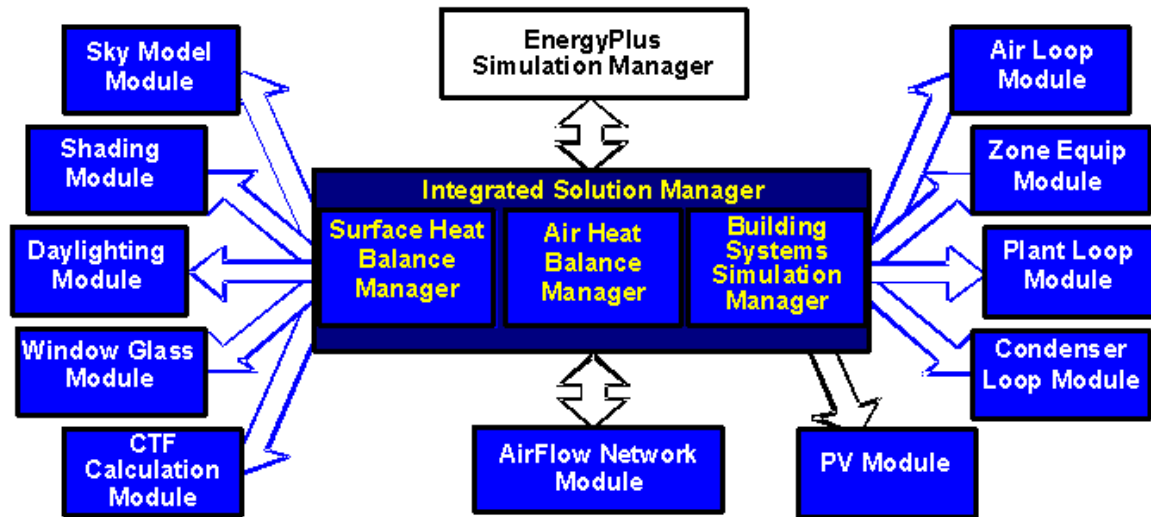 EnergyPlus
Simulation Manager
Sky Model
Module
Shading
Module
Daylighting
Module
Window Glass
Module
CTF
Calculation
Module
Integrated Solution Manager
Surface Heat
Balance
Manager
Air Heat
Balance
Manager
Building
Systems
Simulation
Manager
Air Loop
Module
Zone Equip
Module
Plant Loop
Module
Condenser
Loop Module
AirFlow Network
Module
PV Module